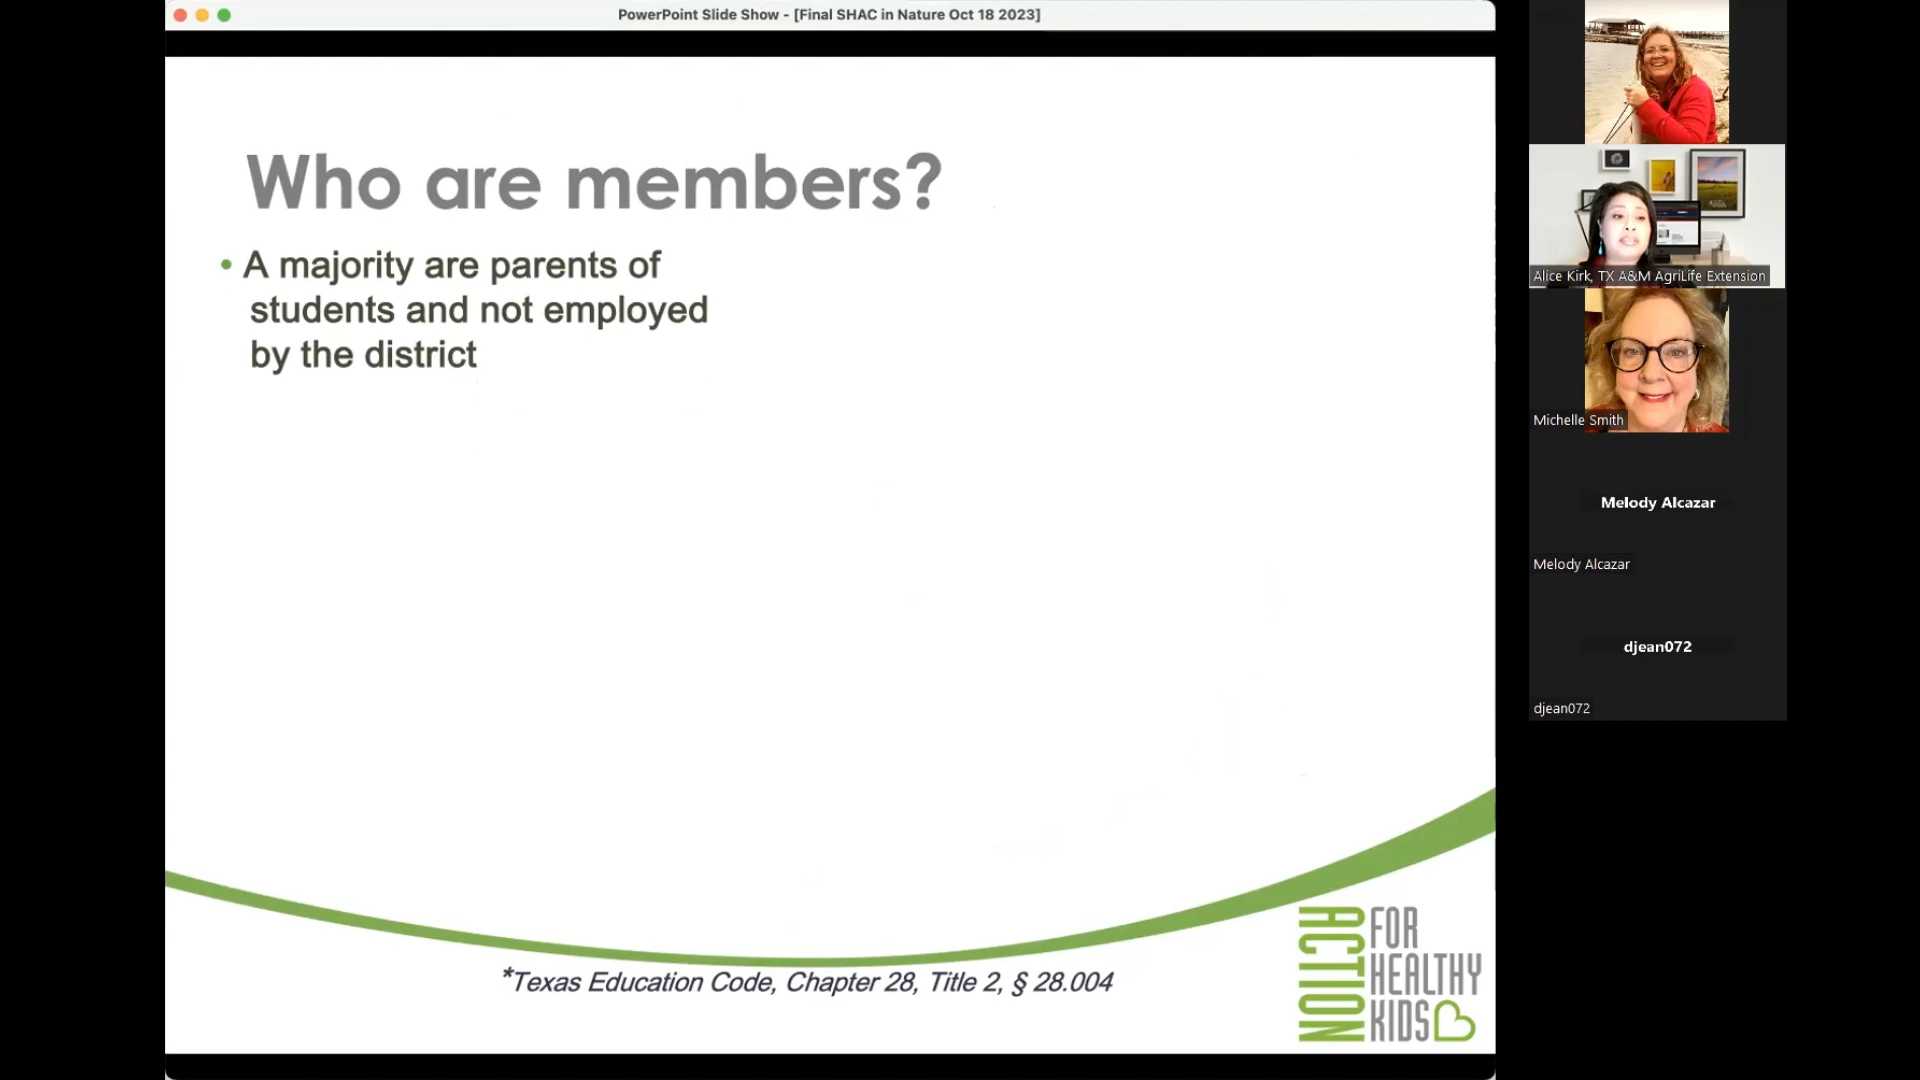 PowerPoint Slide Show - [Final SHAC in Nature Oct 18 2023]
Who are members?
• A majority are parents of
students and not employed
by the district
*Texas Education Code, Chapter 28, Title 2, § 28.004
ACTION
FOR
HEALTHY
KIDS
Alice Kirk, TX A&M AgriLife Extension
Michelle Smith
Melody Alcazar
Melody Alcazar
djean072
djean072